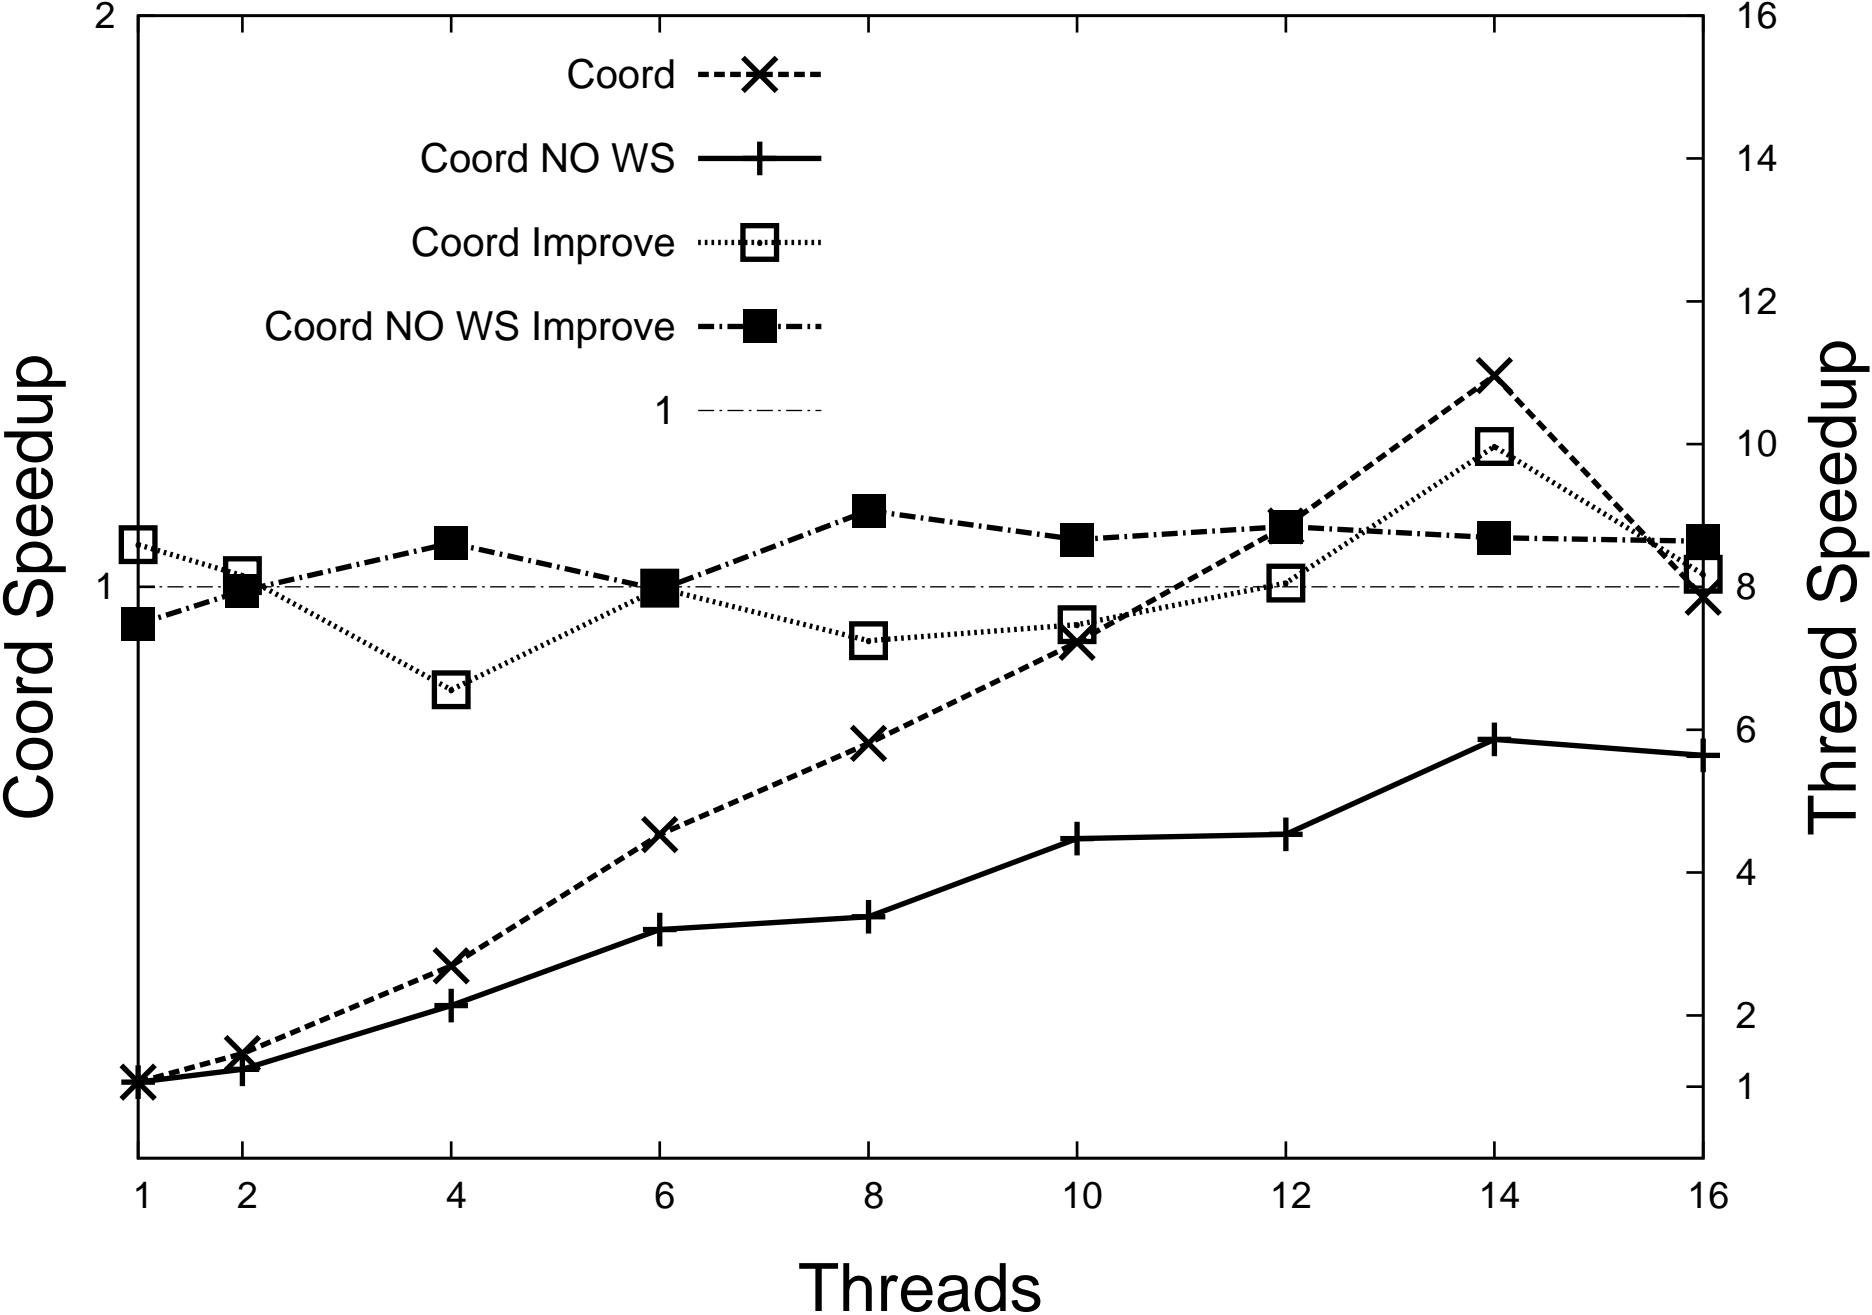 2
16
Coord
Coord NO WS
14
Coord Improve
12
Coord NO WS Improve
1
10
1
8
6
4
2
1
Coord Speedup
Thread Speedup
1 2 4 6 8 10 12 14 16
Threads